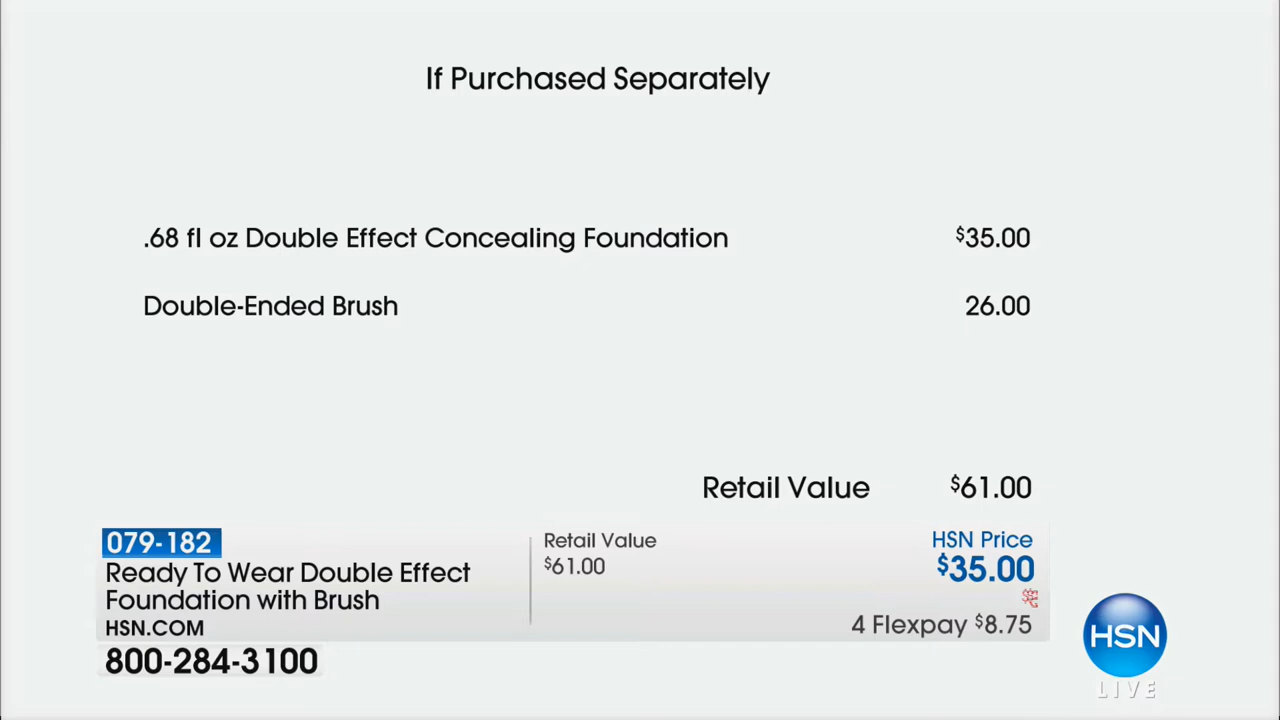 If Purchased Separately
.68 fl oz Double Effect Concealing Foundation $35.00
Double-Ended Brush 26.00
Retail Value $61.00
079-182
Ready To Wear Double Effect
Foundation with Brush
HSN.COM
800-284-3100
Retail Value
$61.00
HSN Price
$35.00
4 Flexpay $8.75
HSN
LIVE